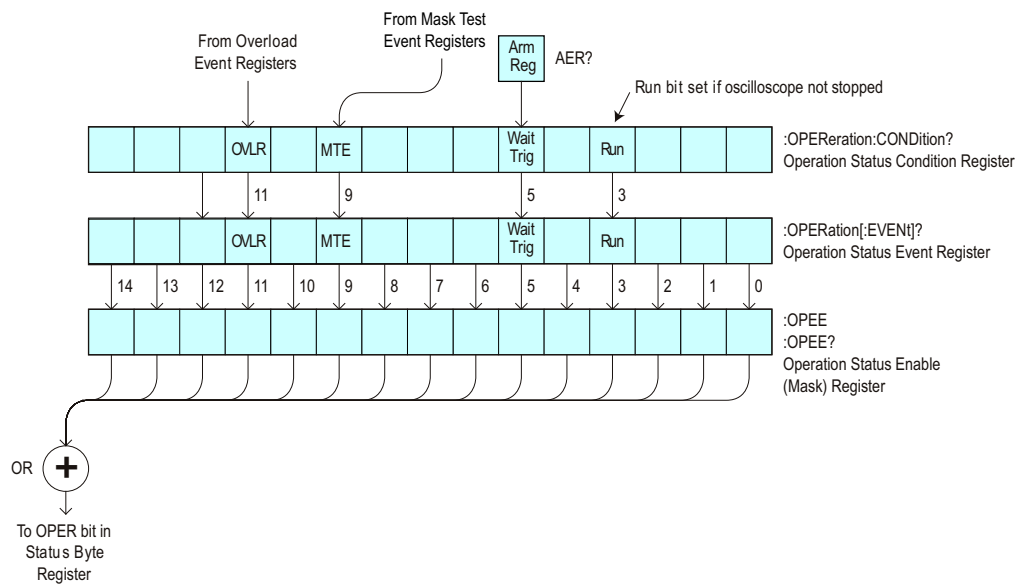 From Mask Test
Event Registers
From Overload
Event Registers
Arm
Reg
AER?
Run bit set if oscilloscope not stopped
OVLR
MTE
Wait
Trig
Run
:OPEReration:CONDition?
Operation Status Condition Register
11
9
5
3
OVLR
MTE
Wait
Trig
Run
:OPERation[:EVENt]?
Operation Status Event Register
14
13
12
11
10
9
8
7
6
5
4
3
2
1
0
:OPEE
:OPEE?
Operation Status Enable
(Mask) Register
OR
+
To OPER bit in
Status Byte
Register